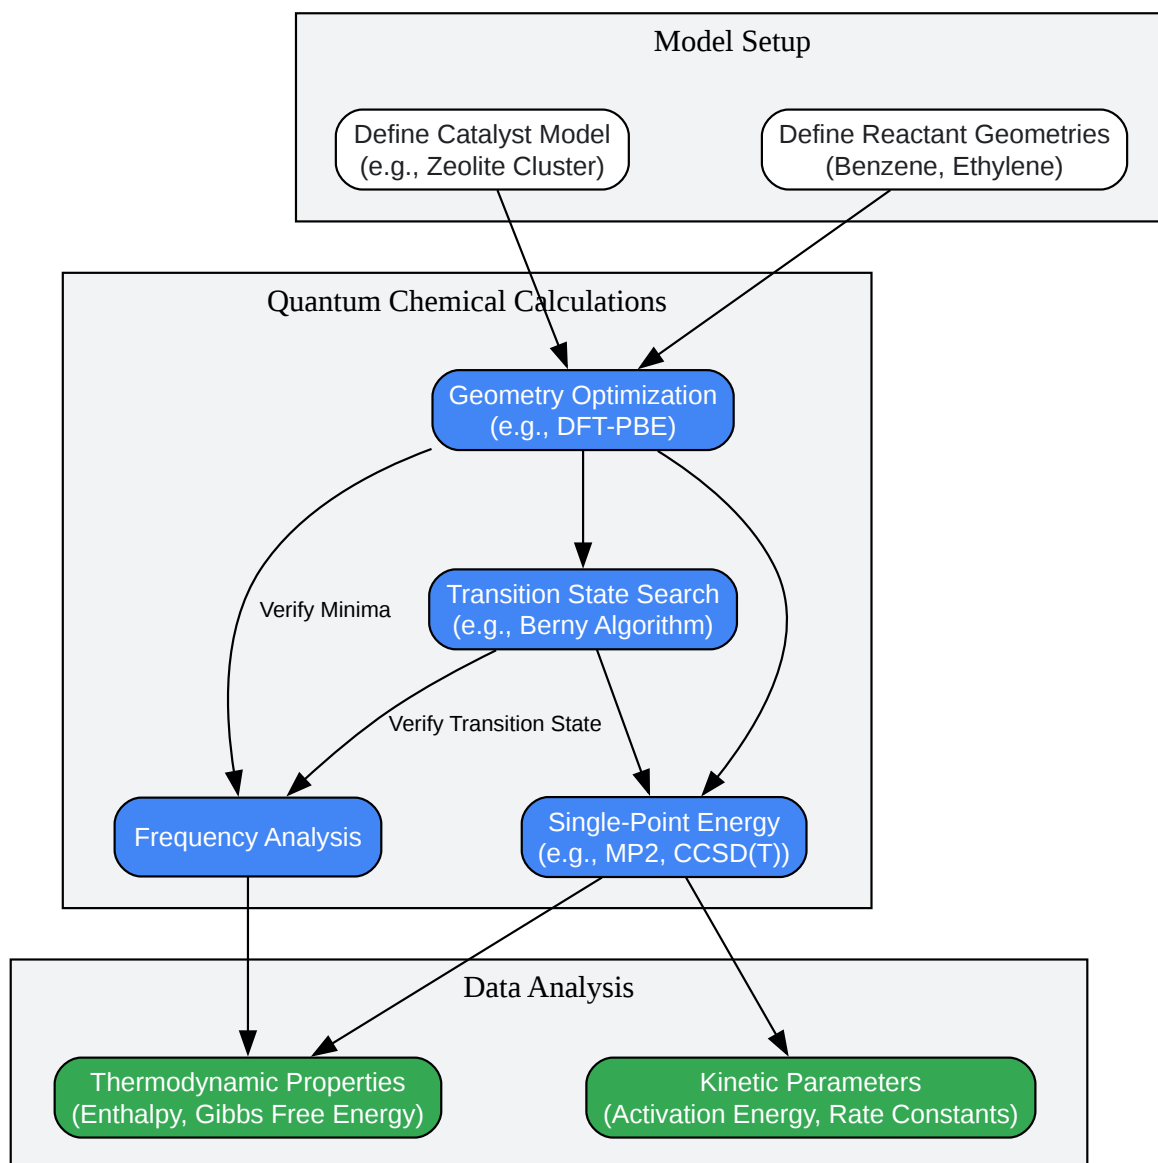 Model Setup
Define Catalyst Model
(e.g., Zeolite Cluster)
Define Reactant Geometries
(Benzene, Ethylene)
Quantum Chemical Calculations
Geometry Optimization
(e.g., DFT-PBE)
Verify Minima
Transition State Search
(e.g., Berny Algorithm)
Verify Transition State
Frequency Analysis
Single-Point Energy
(e.g., MP2, CCSD(T))
Data Analysis
Thermodynamic Properties
(Enthalpy, Gibbs Free Energy)
Kinetic Parameters
(Activation Energy, Rate Constants)